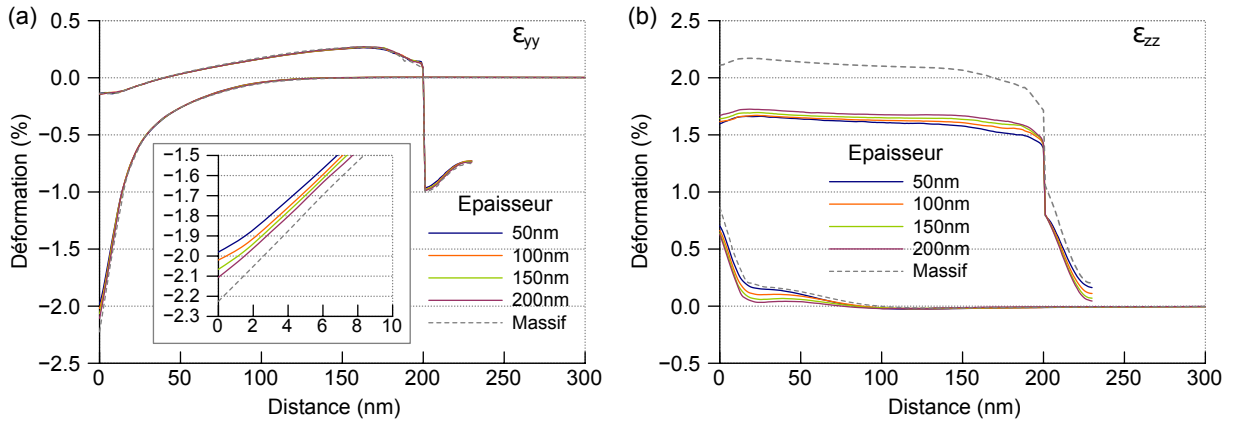 (a)
εyy
0.5
0.0
−0.5
−1.0
−1.5
−2.0
−2.5
Déformation (%)
−1.5
−1.6
−1.7
−1.8
−1.9
−2.0
−2.1
−2.2
−2.3
0 2 4 6 8 10
Epaisseur
50nm
100nm
150nm
200nm
Massif
0 50 100 150 200 250 300
Distance (nm)
(b)
εzz
2.5
2.0
1.5
1.0
0.5
0.0
−0.5
Déformation (%)
Epaisseur
50nm
100nm
150nm
200nm
Massif
0 50 100 150 200 250 300
Distance (nm)